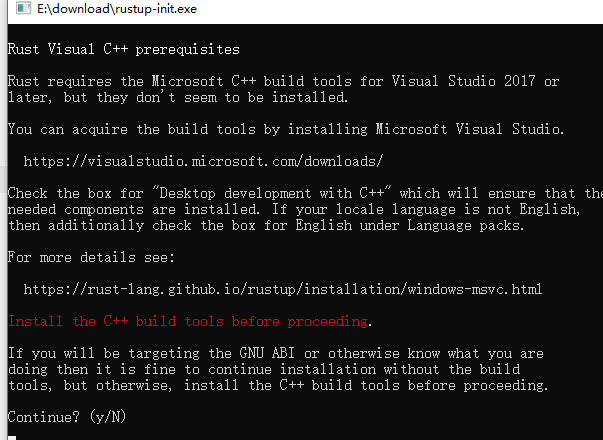 E:\download\rustup-init.exe
Rust Visual C++ prerequisites
Rust requires the Microsoft C++ build tools for Visual Studio 2017 or
later, but they don't seem to be installed.
You can acquire the build tools by installing Microsoft Visual Studio.
https://visualstudio.microsoft.com/downloads/
Check the box for "Desktop development with C++" which will ensure that the
needed components are installed. If your locale language is not English,
then additionally check the box for English under Language packs.
For more details see:
https://rust-lang.github.io/rustup/installation/windows-msvc.html
Install the C++ build tools before proceeding.
If you will be targeting the GNU ABI or otherwise know what you are
doing then it is fine to continue installation without the build
tools, but otherwise, install the C++ build tools before proceeding.
Continue? (y/N)